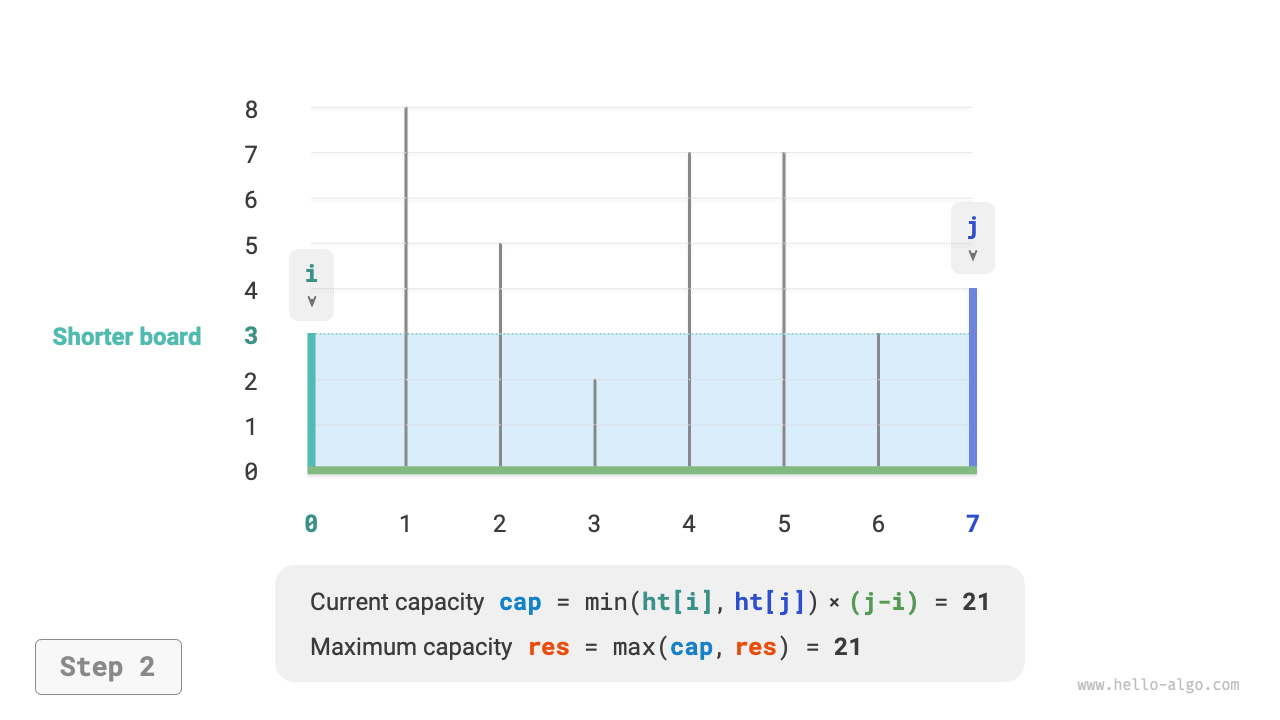 8
7
6
j
5
i
4
Shorter board 3
2
1
0
0 1 2 3 4 5 6 7
Current capacity cap = min(ht[i], ht[j]) × (j-i) = 21
Maximum capacity res = max(cap, res) = 21
Step 2
www.hello-algo.com